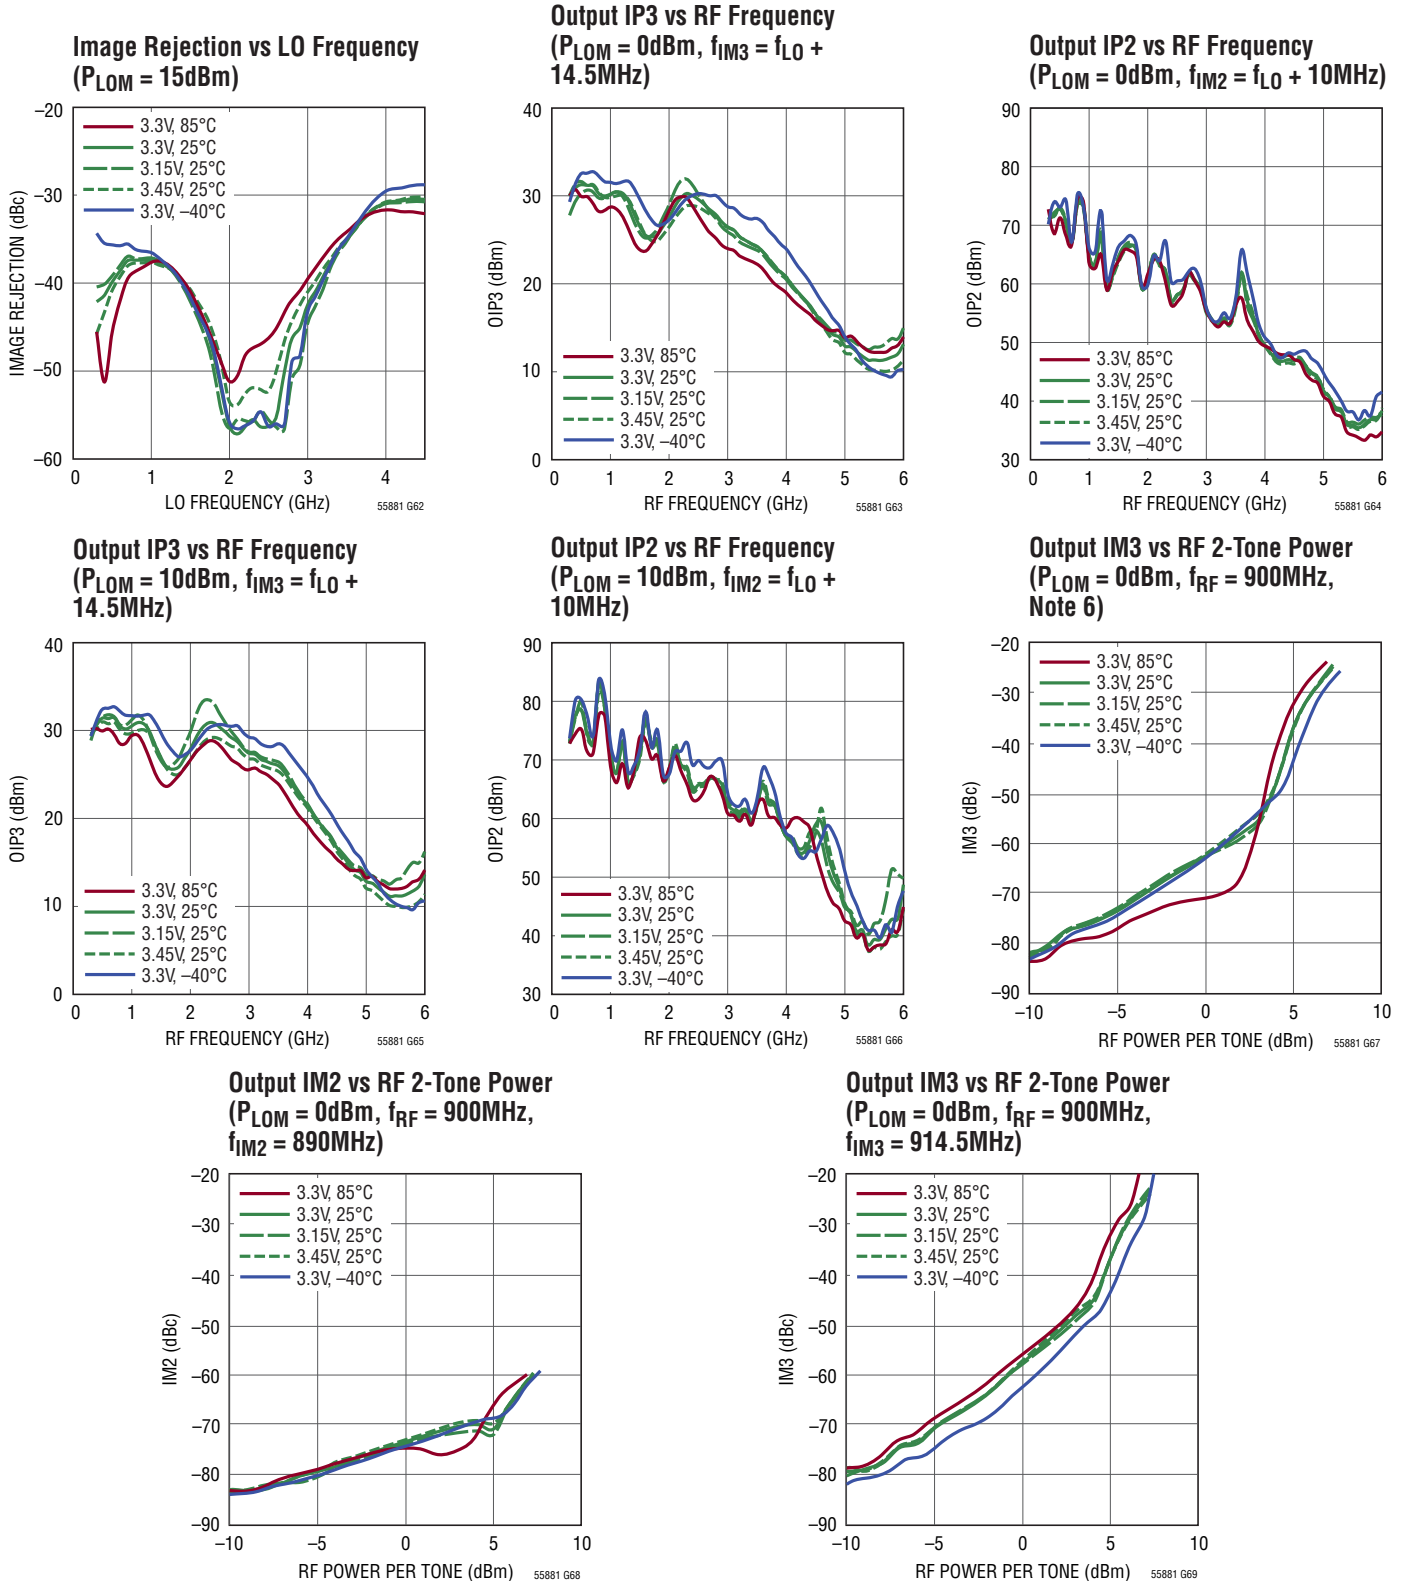 Image Rejection vs LO Frequency
(PLOM = 15dBm)
–20
–30
–40
–50
–60
IMAGE REJECTION (dBc)
3.3V, 85°C
3.3V, 25°C
3.15V, 25°C
3.45V, 25°C
3.3V, –40°C
0 1 2 3 4
LO FREQUENCY (GHz)
55881 G62
Output IP3 vs RF Frequency
(PLOM = 0dBm, fIM3 = fLO +
14.5MHz)
40
30
20
10
0
OIP3 (dBm)
3.3V, 85°C
3.3V, 25°C
3.15V, 25°C
3.45V, 25°C
3.3V, –40°C
0 1 2 3 4 5 6
RF FREQUENCY (GHz)
55881 G63
Output IP2 vs RF Frequency
(PLOM = 0dBm, fIM2 = fLO + 10MHz)
90
80
70
60
50
40
30
OIP2 (dBm)
3.3V, 85°C
3.3V, 25°C
3.15V, 25°C
3.45V, 25°C
3.3V, –40°C
0 1 2 3 4 5 6
RF FREQUENCY (GHz)
55881 G64
Output IP3 vs RF Frequency
(PLOM = 10dBm, fIM3 = fLO +
14.5MHz)
40
30
20
10
0
OIP3 (dBm)
3.3V, 85°C
3.3V, 25°C
3.15V, 25°C
3.45V, 25°C
3.3V, –40°C
0 1 2 3 4 5 6
RF FREQUENCY (GHz)
55881 G65
Output IP2 vs RF Frequency
(PLOM = 10dBm, fIM2 = fLO +
10MHz)
90
80
70
60
50
40
30
OIP2 (dBm)
3.3V, 85°C
3.3V, 25°C
3.15V, 25°C
3.45V, 25°C
3.3V, –40°C
0 1 2 3 4 5 6
RF FREQUENCY (GHz)
55881 G66
Output IM3 vs RF 2-Tone Power
(PLOM = 0dBm, fRF = 900MHz,
Note 6)
–20
–30
–40
–50
–60
–70
–80
–90
IM3 (dBc)
3.3V, 85°C
3.3V, 25°C
3.15V, 25°C
3.45V, 25°C
3.3V, –40°C
–10 –5 0 5 10
RF POWER PER TONE (dBm)
55881 G67
Output IM2 vs RF 2-Tone Power
(PLOM = 0dBm, fRF = 900MHz,
fIM2 = 890MHz)
–20
–30
–40
–50
–60
–70
–80
–90
IM2 (dBc)
3.3V, 85°C
3.3V, 25°C
3.15V, 25°C
3.45V, 25°C
3.3V, –40°C
–10 –5 0 5 10
RF POWER PER TONE (dBm)
55881 G68
Output IM3 vs RF 2-Tone Power
(PLOM = 0dBm, fRF = 900MHz,
fIM3 = 914.5MHz)
–20
–30
–40
–50
–60
–70
–80
–90
IM3 (dBc)
3.3V, 85°C
3.3V, 25°C
3.15V, 25°C
3.45V, 25°C
3.3V, –40°C
–10 –5 0 5 10
RF POWER PER TONE (dBm)
55881 G69